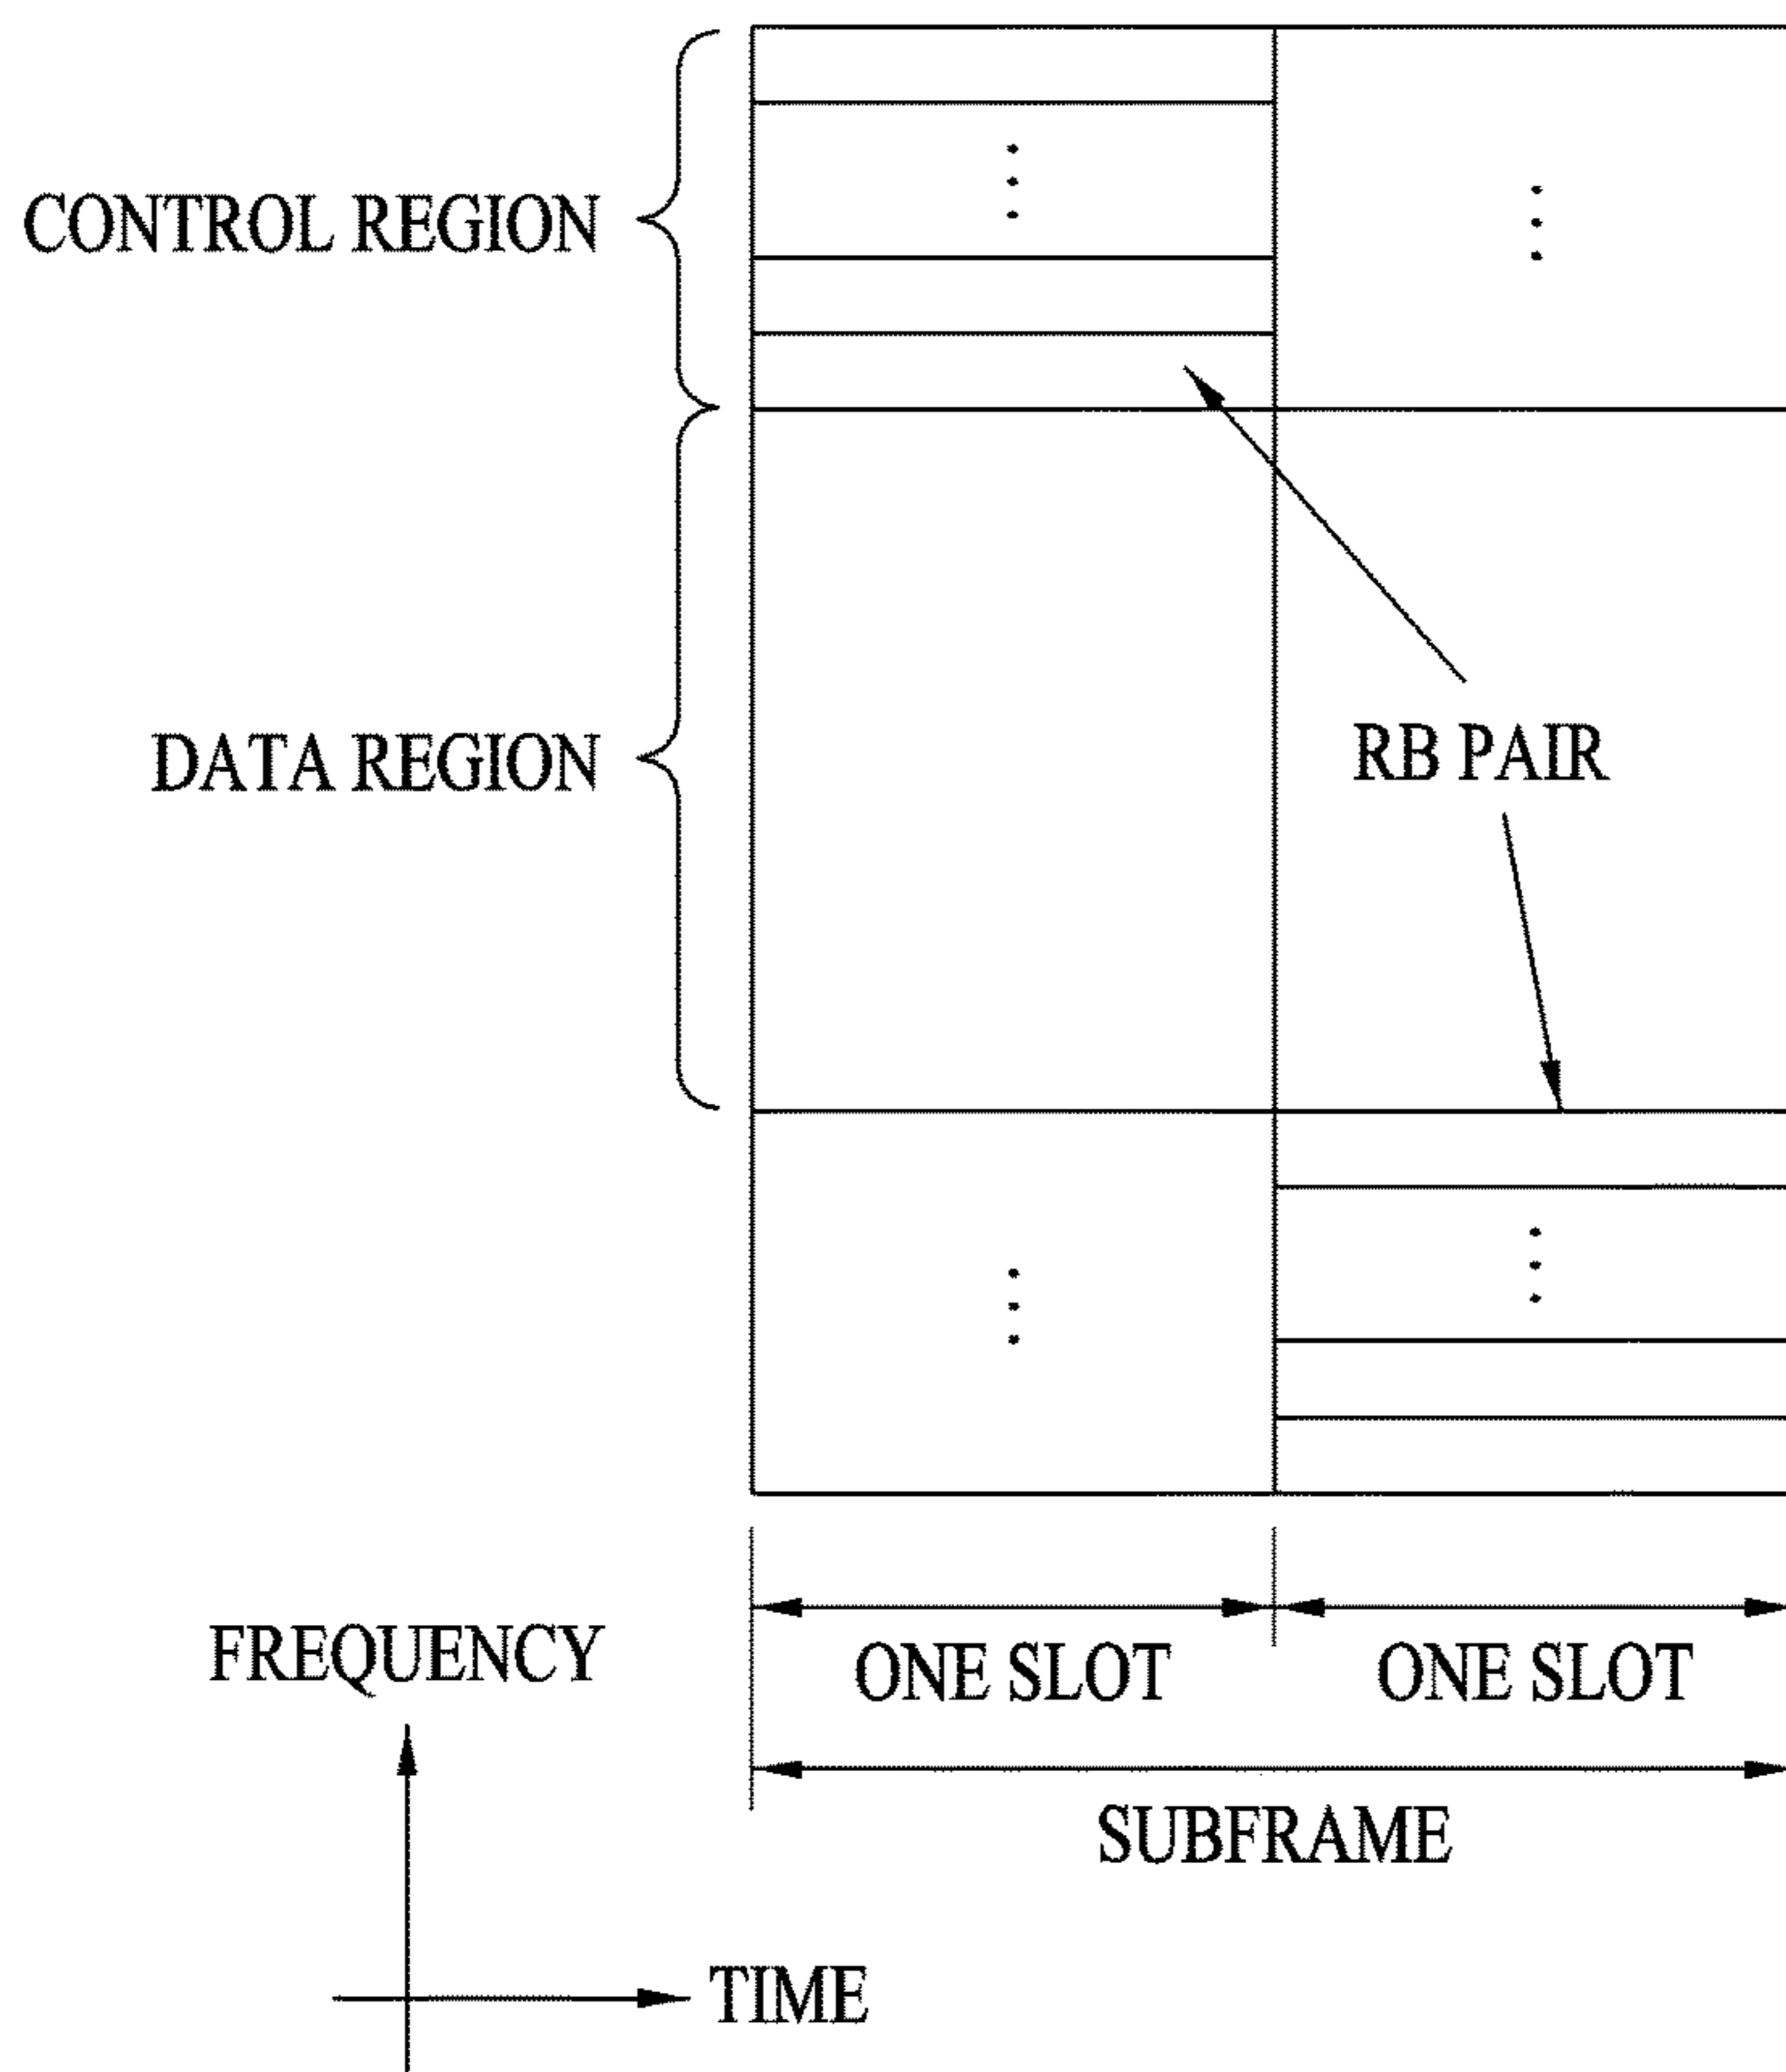 CONTROL REGION
DATA REGION
RB PAIR
ONE SLOT
ONE SLOT
FREQUENCY
SUBFRAME
TIME